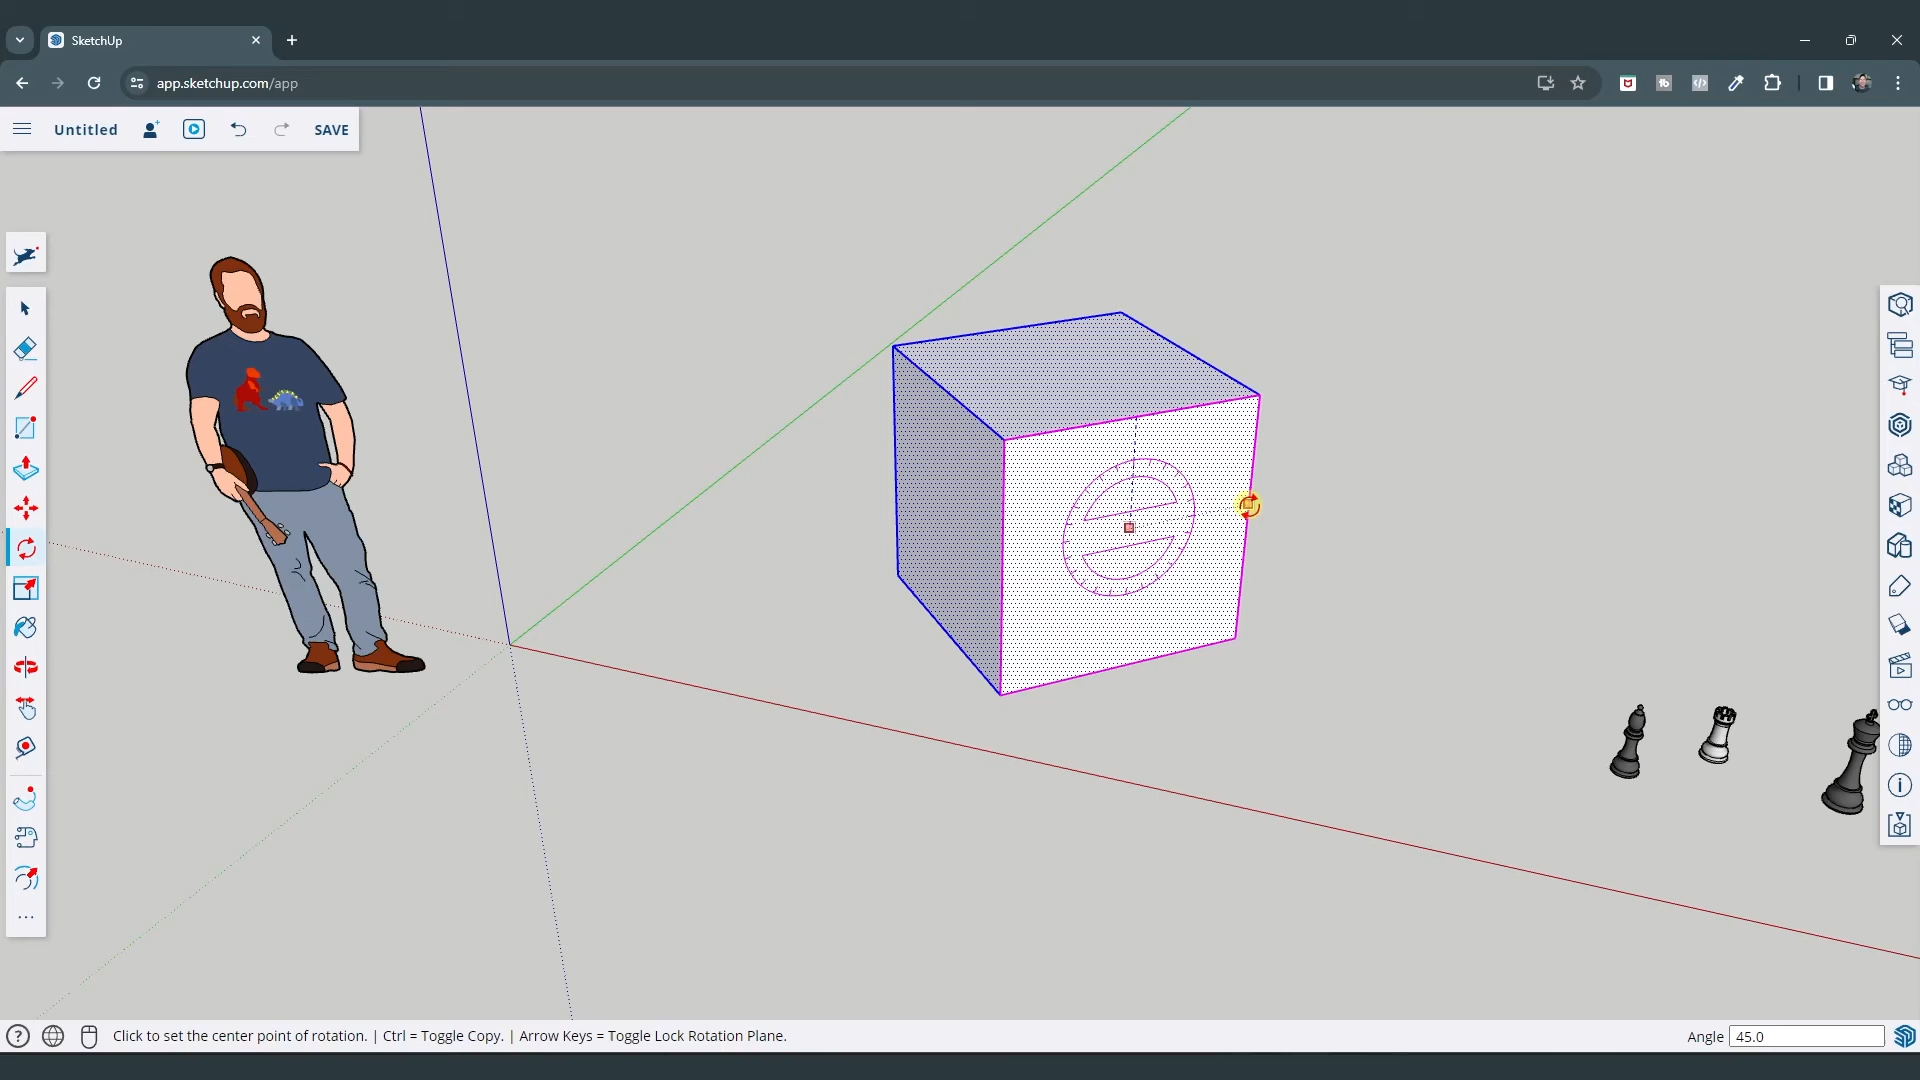 SketchUp
app.sketchup.com/app
Untitled
SAVE
Click to set the center point of rotation. | Ctrl = Toggle Copy. | Arrow Keys = Toggle Lock Rotation Plane.
Angle 45.0